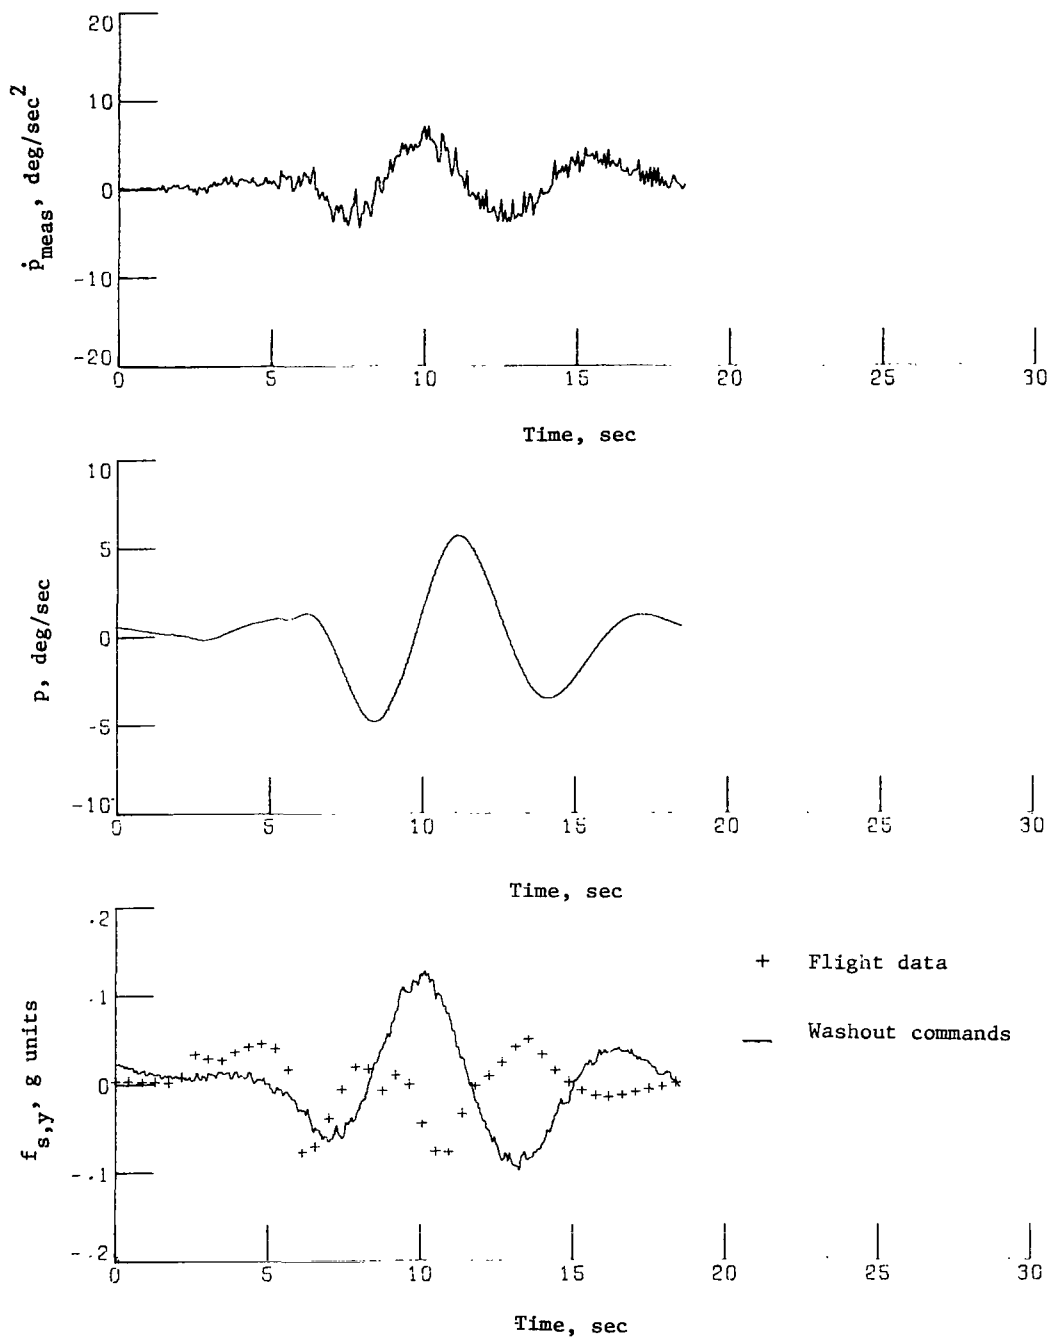 20
10
0
-10
-20
ṗmeas, deg/sec2
0 5 10 15 20 25 30
Time, sec
10
5
0
-5
-10
p, deg/sec
0 5 10 15 20 25 30
Time, sec
.2
.1
0
-.1
-.2
fs,y, g units
+ Flight data
Washout commands
0 5 10 15 20 25 30
Time, sec